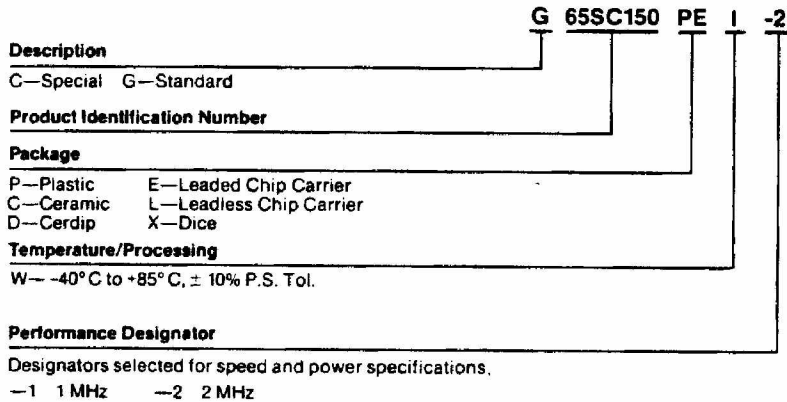 G 65SC150 PE I -2
Description
C—Special G—Standard
Product Identification Number
Package
P—Plastic E—Leaded Chip Carrier
C—Ceramic L—Leadless Chip Carrier
D—Cerdip X—Dice
Temperature/Processing
W— -40°C to +85°C, ± 10% P.S. Tol.
Performance Designator
Designators selected for speed and power specifications.
—1 1 MHz —2 2 MHz